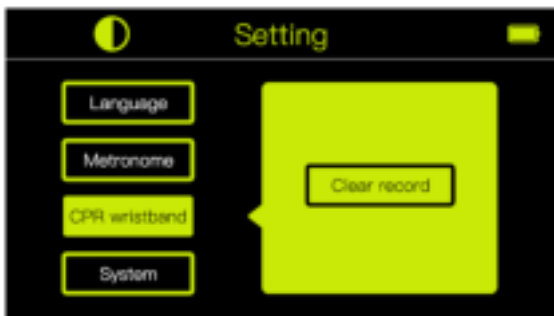 Setting
Language
Metronome
CPR wristband
System
Clear record